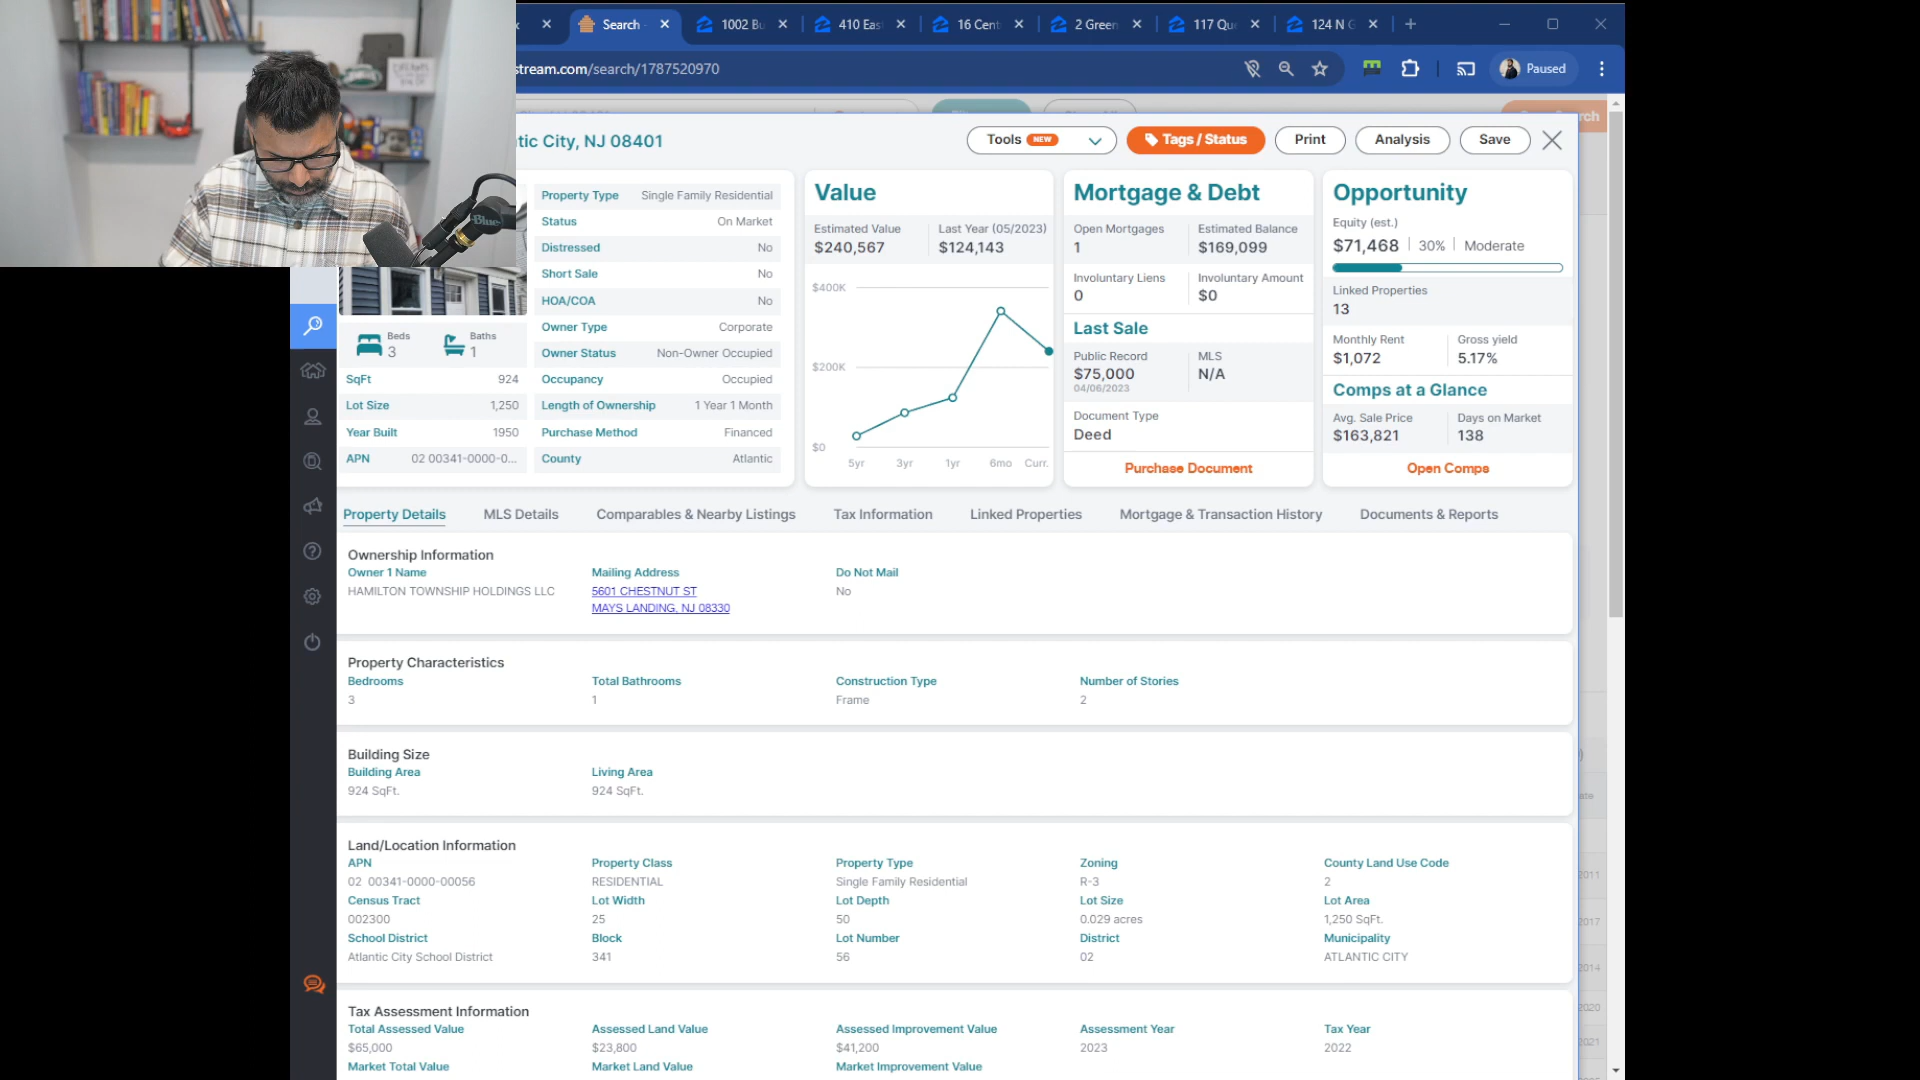 Search
1002 Bu
410 Eas
16 Cent
2 Green
117 Que
124 N G
stream.com/search/1787520970
Paused
tic City, NJ 08401
Tools NEW
Tags / Status
Print
Analysis
Save
Beds
3
Baths
1
SqFt 924
Lot Size 1,250
Year Built 1950
APN 02 00341-0000-0...
Property Type Single Family Residential
Status On Market
Distressed No
Short Sale No
HOA/COA No
Owner Type Corporate
Owner Status Non-Owner Occupied
Occupancy Occupied
Length of Ownership 1 Year 1 Month
Purchase Method Financed
County Atlantic
Value
Estimated Value
$240,567
Last Year (05/2023)
$124,143
$400K
$200K
$0
5yr 3yr 1yr 6mo Curr.
Mortgage & Debt
Open Mortgages
1
Estimated Balance
$169,099
Involuntary Liens
0
Involuntary Amount
$0
Last Sale
Public Record
$75,000
04/06/2023
MLS
N/A
Document Type
Deed
Purchase Document
Opportunity
Equity (est.)
$71,468 30% Moderate
Linked Properties
13
Monthly Rent
$1,072
Gross yield
5.17%
Comps at a Glance
Avg. Sale Price
$163,821
Days on Market
138
Open Comps
Property Details MLS Details Comparables & Nearby Listings Tax Information Linked Properties Mortgage & Transaction History Documents & Reports
Ownership Information
Owner 1 Name Mailing Address Do Not Mail
HAMILTON TOWNSHIP HOLDINGS LLC 5601 CHESTNUT ST No
MAYS LANDING, NJ 08330
Property Characteristics
Bedrooms Total Bathrooms Construction Type Number of Stories
3 1 Frame 2
Building Size
Building Area Living Area
924 SqFt. 924 SqFt.
Land/Location Information
APN Property Class Property Type Zoning County Land Use Code
02 00341-0000-00056 RESIDENTIAL Single Family Residential R-3 2
Census Tract Lot Width Lot Depth Lot Size Lot Area
002300 25 50 0.029 acres 1,250 SqFt.
School District Block Lot Number District Municipality
Atlantic City School District 341 56 02 ATLANTIC CITY
Tax Assessment Information
Total Assessed Value Assessed Land Value Assessed Improvement Value Assessment Year Tax Year
$65,000 $23,800 $41,200 2023 2022
Market Total Value Market Land Value Market Improvement Value
Blue
2011
2017
2014
2020
2021